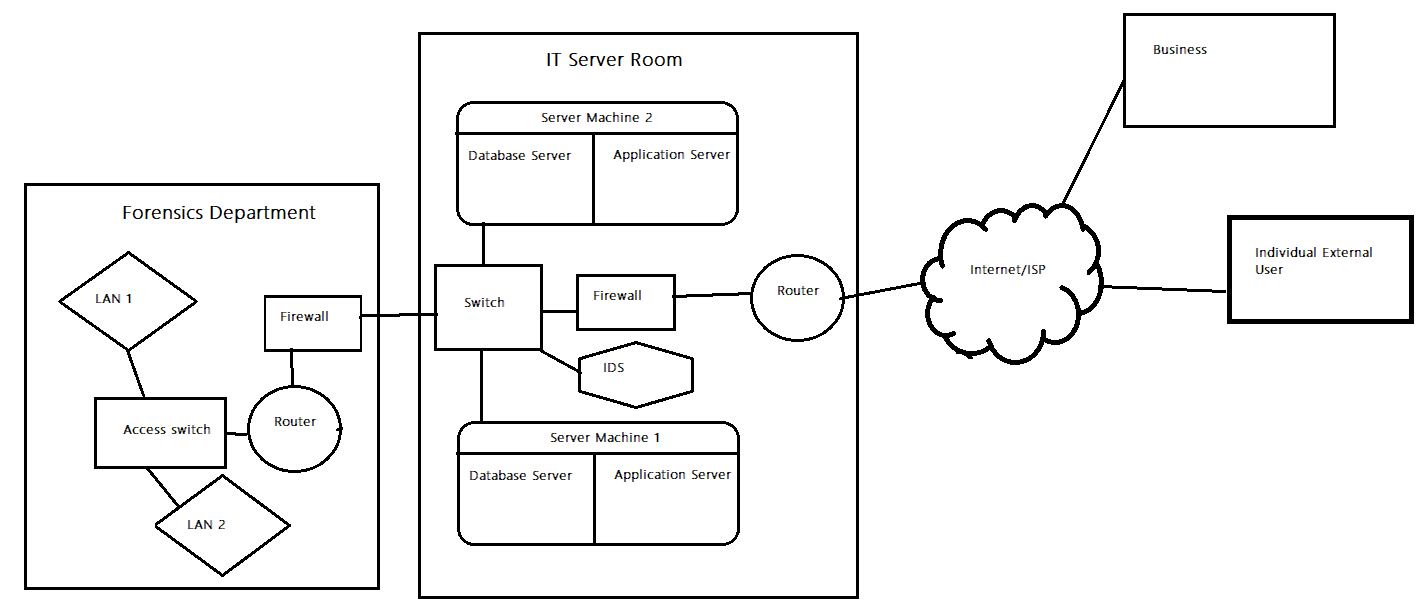 IT Server Room
Business
Server Machine 2
Database Server
Application Server
Forensics Department
Individual External
User
Internet/ISP
LAN 1
Firewall
Switch
Firewall
Router
IDS
Access switch
Router
Server Machine 1
Database Server
Application Server
LAN 2